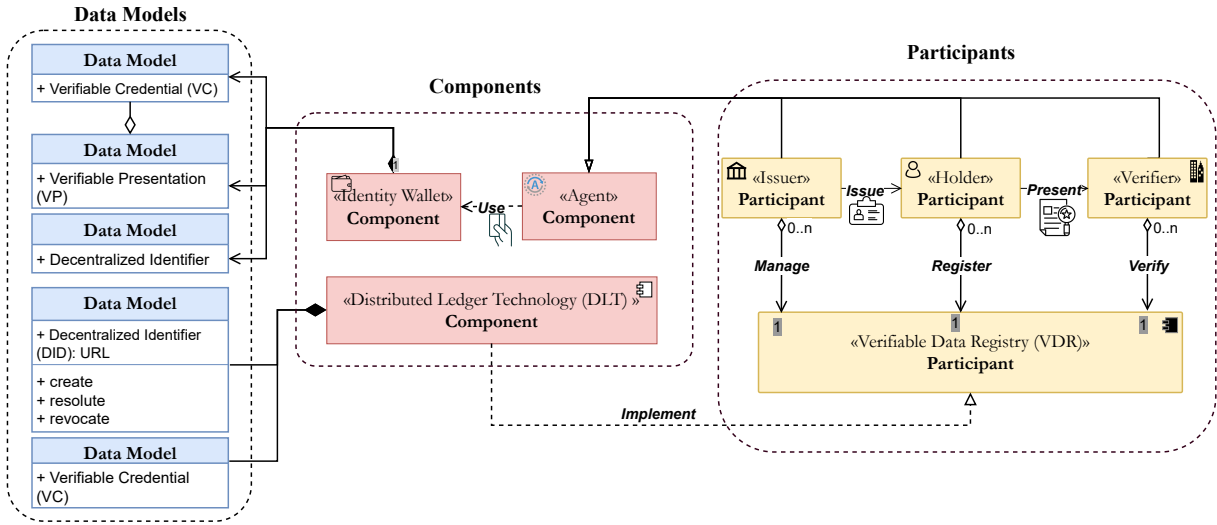 Data Models
Data Model
+ Verifiable Credential (VC)
Data Model
+ Verifiable Presentation
(VP)
Data Model
+ Decentralized Identifier
Data Model
+ Decentralized Identifier
(DID): URL
+ create
+ resolute
+ revocate
Data Model
+ Verifiable Credential
(VC)
Components
1
«Identity Wallet»
Component
Use
A
«Agent»
Component
«Distributed Ledger Technology (DLT) »
Component
Implement
Participants
«Issuer»
Participant
Issue
«Holder»
Participant
Present
«Verifier»
Participant
0..n
0..n
0..n
Manage
Register
Verify
1
1
1
«Verifiable Data Registry (VDR)»
Participant